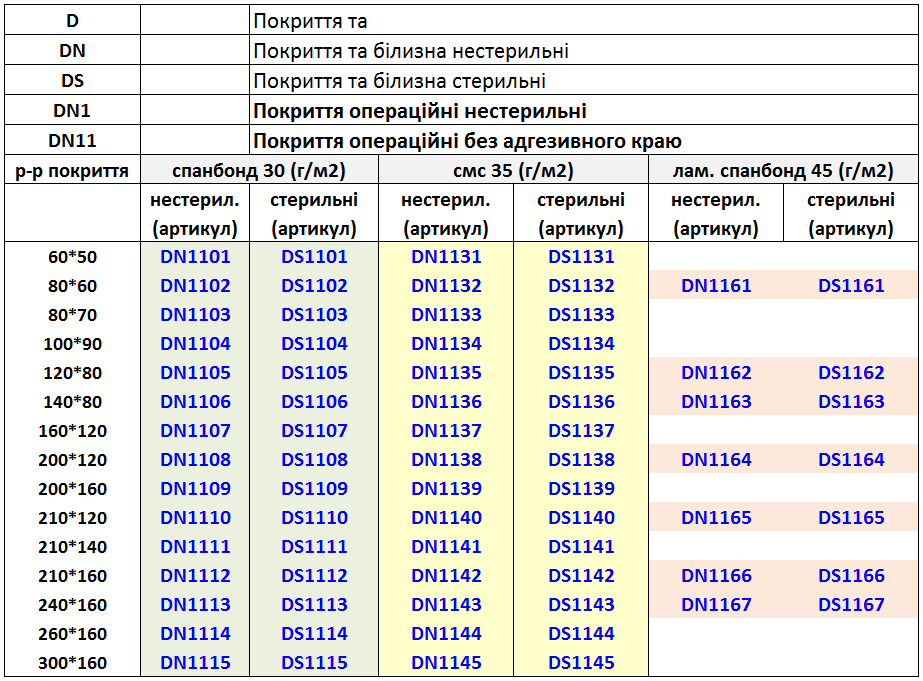 D Покриття та
DN Покриття та білизна нестерильні
DS Покриття та білизна стерильні
DN1 Покриття операційні нестерильні
DN11 Покриття операційні без адгезивного краю
р-р покриття спанбонд 30 (г/м2) смс 35 (г/м2) лам. спанбонд 45 (г/м2)
нестерил. стерильні нестерил. стерильні нестерил. стерильні
(артикул) (артикул) (артикул) (артикул) (артикул) (артикул)
60*50 DN1101 DS1101 DN1131 DS1131
80*60 DN1102 DS1102 DN1132 DS1132 DN1161 DS1161
80*70 DN1103 DS1103 DN1133 DS1133
100*90 DN1104 DS1104 DN1134 DS1134
120*80 DN1105 DS1105 DN1135 DS1135 DN1162 DS1162
140*80 DN1106 DS1106 DN1136 DS1136 DN1163 DS1163
160*120 DN1107 DS1107 DN1137 DS1137
200*120 DN1108 DS1108 DN1138 DS1138 DN1164 DS1164
200*160 DN1109 DS1109 DN1139 DS1139
210*120 DN1110 DS1110 DN1140 DS1140 DN1165 DS1165
210*140 DN1111 DS1111 DN1141 DS1141
210*160 DN1112 DS1112 DN1142 DS1142 DN1166 DS1166
240*160 DN1113 DS1113 DN1143 DS1143 DN1167 DS1167
260*160 DN1114 DS1114 DN1144 DS1144
300*160 DN1115 DS1115 DN1145 DS1145